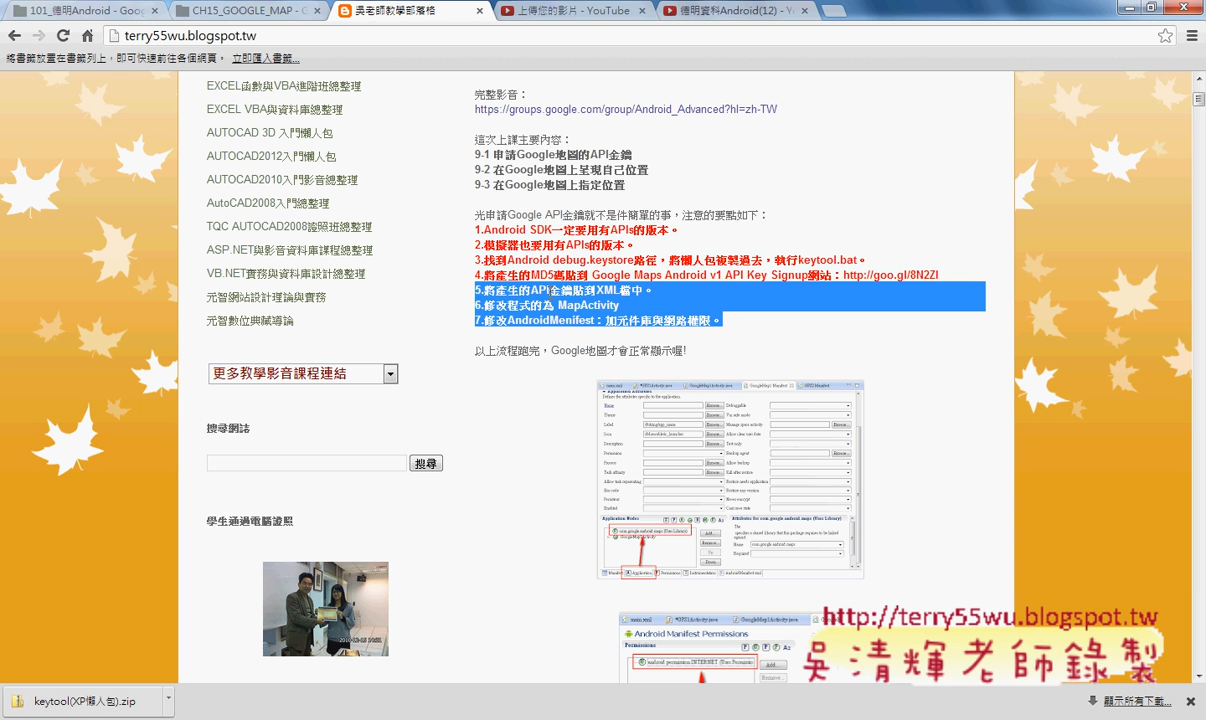 101_德明Android - Goog
CH15_GOOGLE_MAP - G
吳老師教學部落格
上傳您的影片 - YouTube
德明資科Android(12) - Y
terry55wu.blogspot.tw
將書籤放置在書籤列上，即可快速前往各個網頁。 立即匯入書籤...
EXCEL函數與VBA進階班總整理
EXCEL VBA與資料庫總整理
AUTOCAD 3D 入門懶人包
AUTOCAD2012入門懶人包
AUTOCAD2010入門影音總整理
AutoCAD2008入門總整理
TQC AUTOCAD2008證照班總整理
ASP.NET與影音資料庫課程總整理
VB.NET實務與資料庫設計總整理
元智網站設計理論與實務
元智數位典藏導論
更多教學影音課程連結
搜尋網誌
搜尋
學生通過電腦證照
完整影音：
https://groups.google.com/group/Android_Advanced?hl=zh-TW
這次上課主要內容：
9-1 申請Google地圖的API金鑰
9-2 在Google地圖上呈現自己位置
9-3 在Google地圖上指定位置
光申請Google API金鑰就不是件簡單的事，注意的要點如下：
1.Android SDK一定要用有APIs的版本。
2.模擬器也要用有APIs的版本。
3.找到Android debug.keystore路徑，將懶人包複製過去，執行keytool.bat。
4.將產生的MD5碼貼到 Google Maps Android v1 API Key Signup網站：http://goo.gl/8N2ZI
5.將產生的API金鑰貼到XML檔中。
6.修改程式的為 MapActivity
7.修改AndroidMenifest：加元件庫與網路權限。
以上流程跑完，Google地圖才會正常顯示喔!
Application Nodes
Android Manifest Permissions
Permissions
http://terry55wu.blogspot.tw
吳清輝老師錄製
keytool(XP懶人包).zip
顯示所有下載...